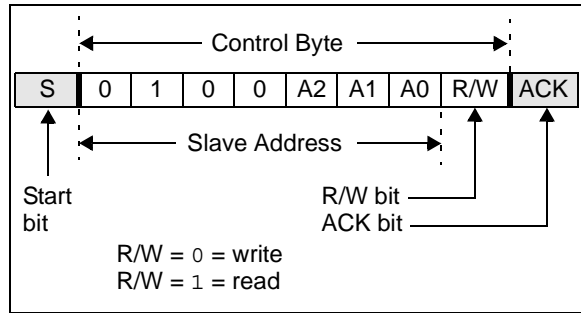 Control Byte
S 0 1 0 0 A2 A1 A0 R/W ACK
Slave Address
Start
bit
R/W bit
ACK bit
R/W = 0 = write
R/W = 1 = read